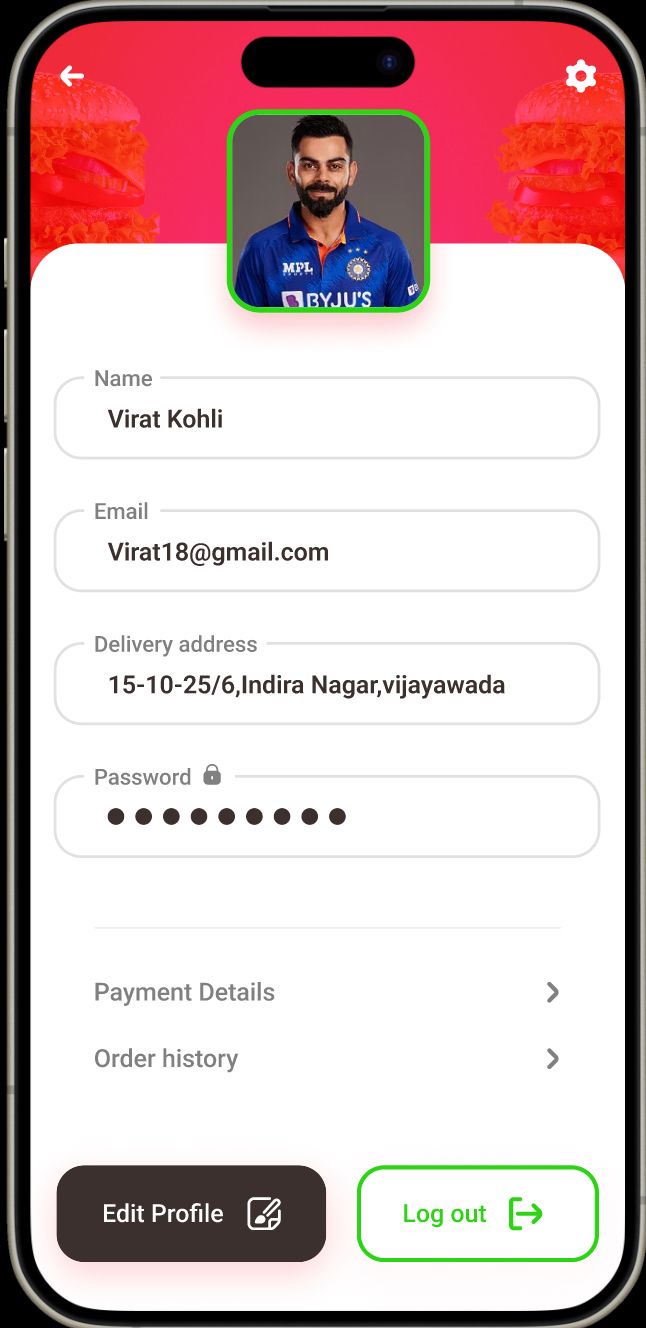 MPL
SPORTS
BYJU'S
Name
Virat Kohli
Email
Virat18@gmail.com
Delivery address
15-10-25/6,Indira Nagar,vijayawada
Password
Payment Details
Order history
Edit Profile
Log out